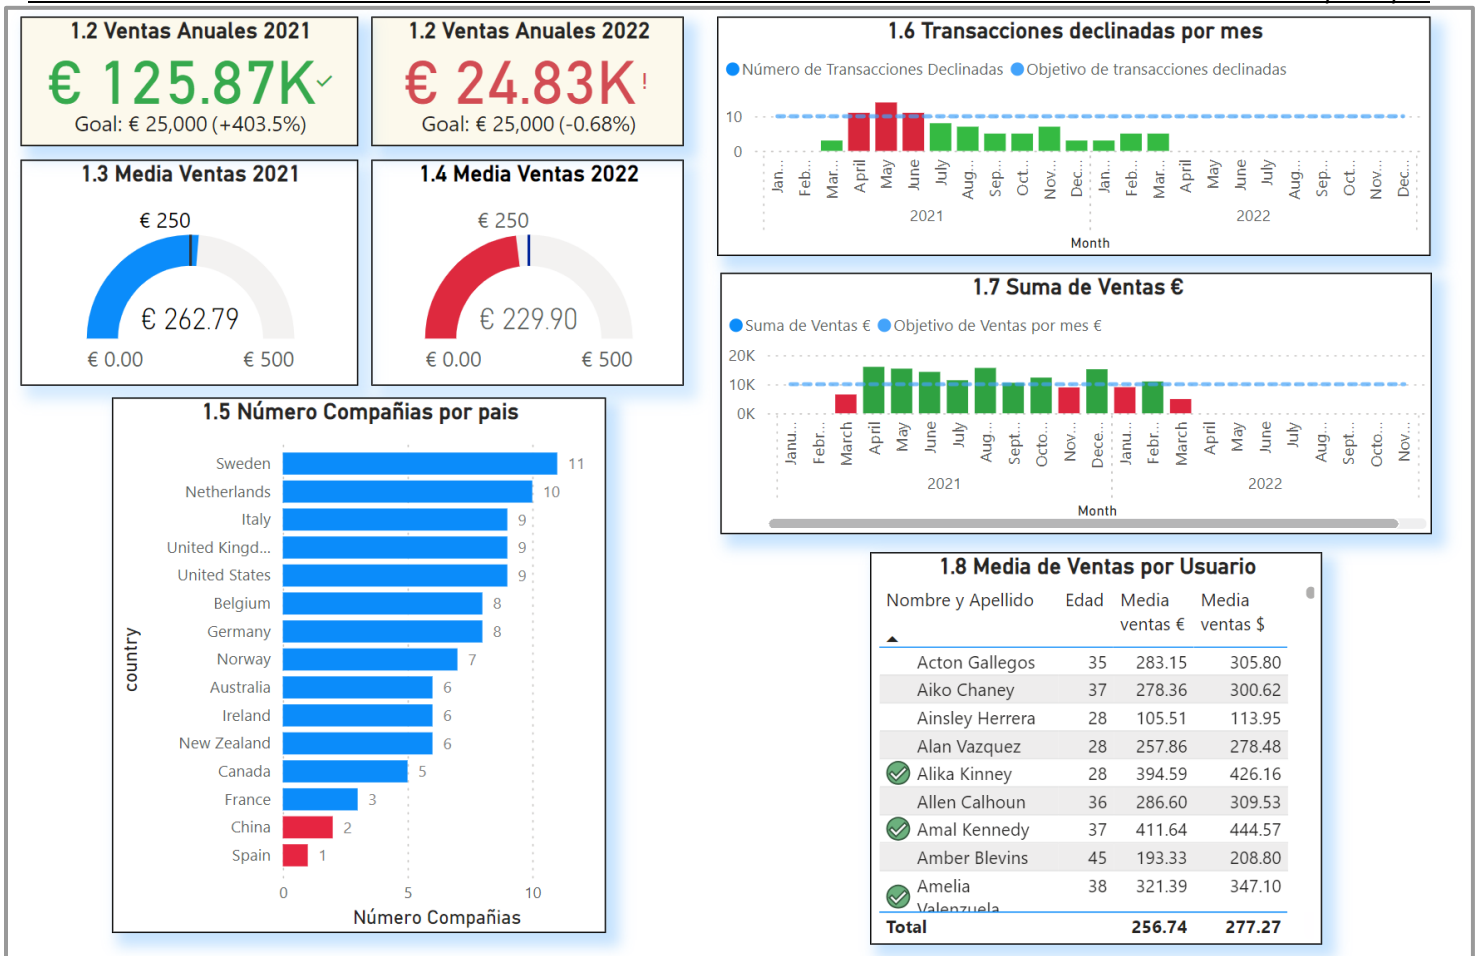 1.2 Ventas Anuales 2021
€ 125.87K
Goal: € 25,000 (+403.5%)
1.2 Ventas Anuales 2022
€ 24.83K!
Goal: € 25,000 (-0.68%)
1.3 Media Ventas 2021
€ 250
€ 262.79
€ 0.00
€ 500
1.4 Media Ventas 2022
€ 250
€ 229.90
€ 0.00
€ 500
1.5 Número Compañias por pais
country
Sweden 11
Netherlands 10
Italy 9
United Kingd... 9
United States 9
Belgium 8
Germany 8
Norway 7
Australia 6
Ireland 6
New Zealand 6
Canada 5
France 3
China 2
Spain 1
0 5 10
Número Compañias
1.6 Transacciones declinadas por mes
Número de Transacciones Declinadas Objetivo de transacciones declinadas
10
0
Jan... Feb... Mar... April May June July Aug... Sep... Oct... Nov... Dec... Jan... Feb... Mar... April May June July Aug... Sep... Oct... Nov... Dec...
2021 2022
Month
1.7 Suma de Ventas €
Suma de Ventas € Objetivo de Ventas por mes €
20K
10K
0K
Janu... Febr... March April May June July Aug... Sept... Octo... Nov... Dece... Janu... Febr... March April May June July Aug... Sept... Octo... Nov...
2021 2022
Month
1.8 Media de Ventas por Usuario
Nombre y Apellido Edad Media ventas € Media ventas $
Acton Gallegos 35 283.15 305.80
Aiko Chaney 37 278.36 300.62
Ainsley Herrera 28 105.51 113.95
Alan Vazquez 28 257.86 278.48
Alika Kinney 28 394.59 426.16
Allen Calhoun 36 286.60 309.53
Amal Kennedy 37 411.64 444.57
Amber Blevins 45 193.33 208.80
Amelia 38 321.39 347.10
Valenzuela
Total 256.74 277.27